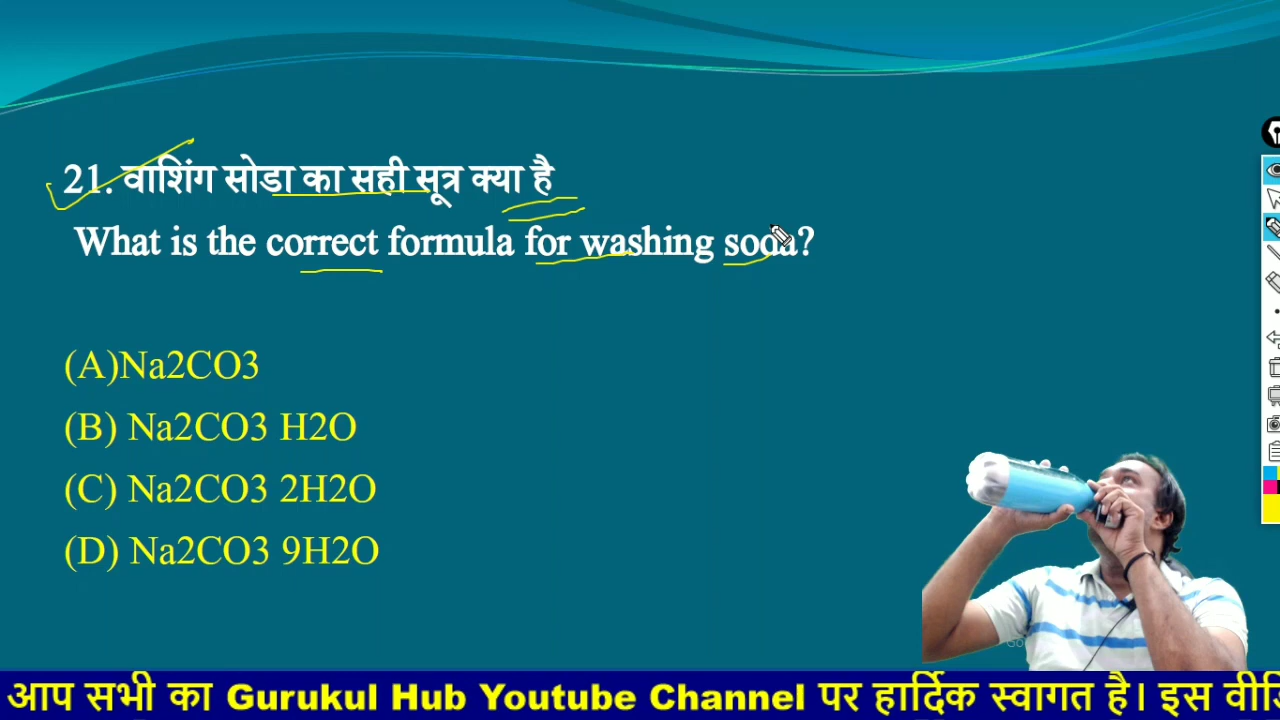 21. वाशिंग सोडा का सही सूत्र क्या है
What is the correct formula for washing soda?
(A)Na2CO3
(B) Na2CO3 H2O
(C) Na2CO3 2H2O
(D) Na2CO3 9H2O
आप सभी का Gurukul Hub Youtube Channel पर हार्दिक स्वागत है। इस